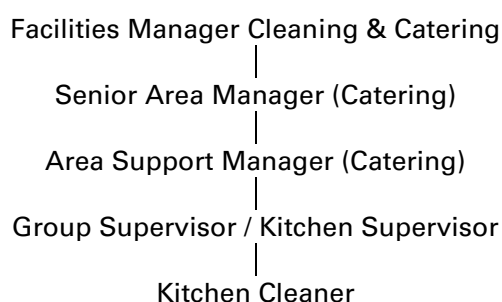 Facilities Manager Cleaning & Catering
Senior Area Manager (Catering)
Area Support Manager (Catering)
Group Supervisor / Kitchen Supervisor
Kitchen Cleaner